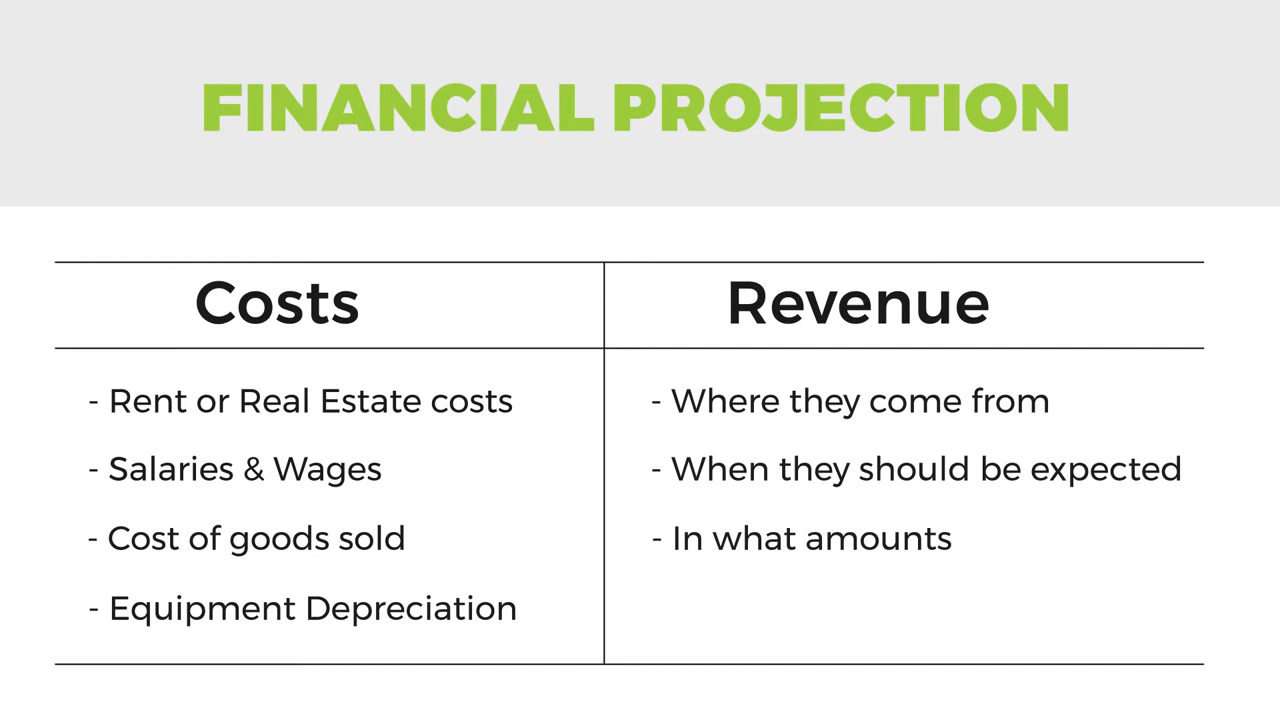 FINANCIAL PROJECTION
Costs
- Rent or Real Estate costs
- Salaries & Wages
- Cost of goods sold
- Equipment Depreciation
Revenue
- Where they come from
- When they should be expected
- In what amounts